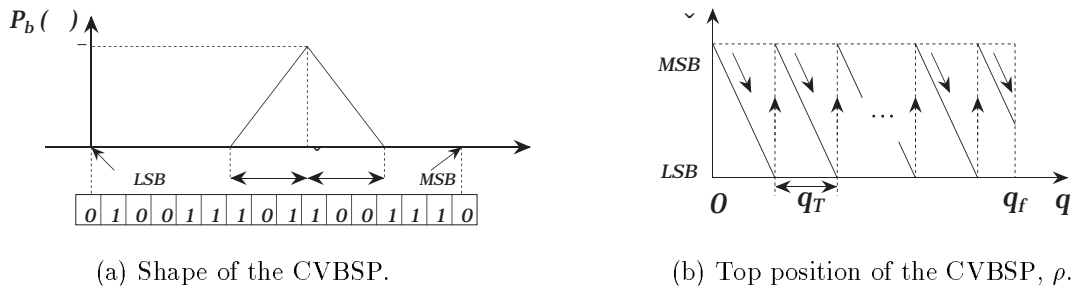 P_b ( )
LSB
MSB
0 1 0 0 1 1 1 0 1 1 0 0 1 1 1 0
(a) Shape of the CVBSP.
MSB
LSB
...
0
q_T
q_f
q
(b) Top position of the CVBSP, ρ.